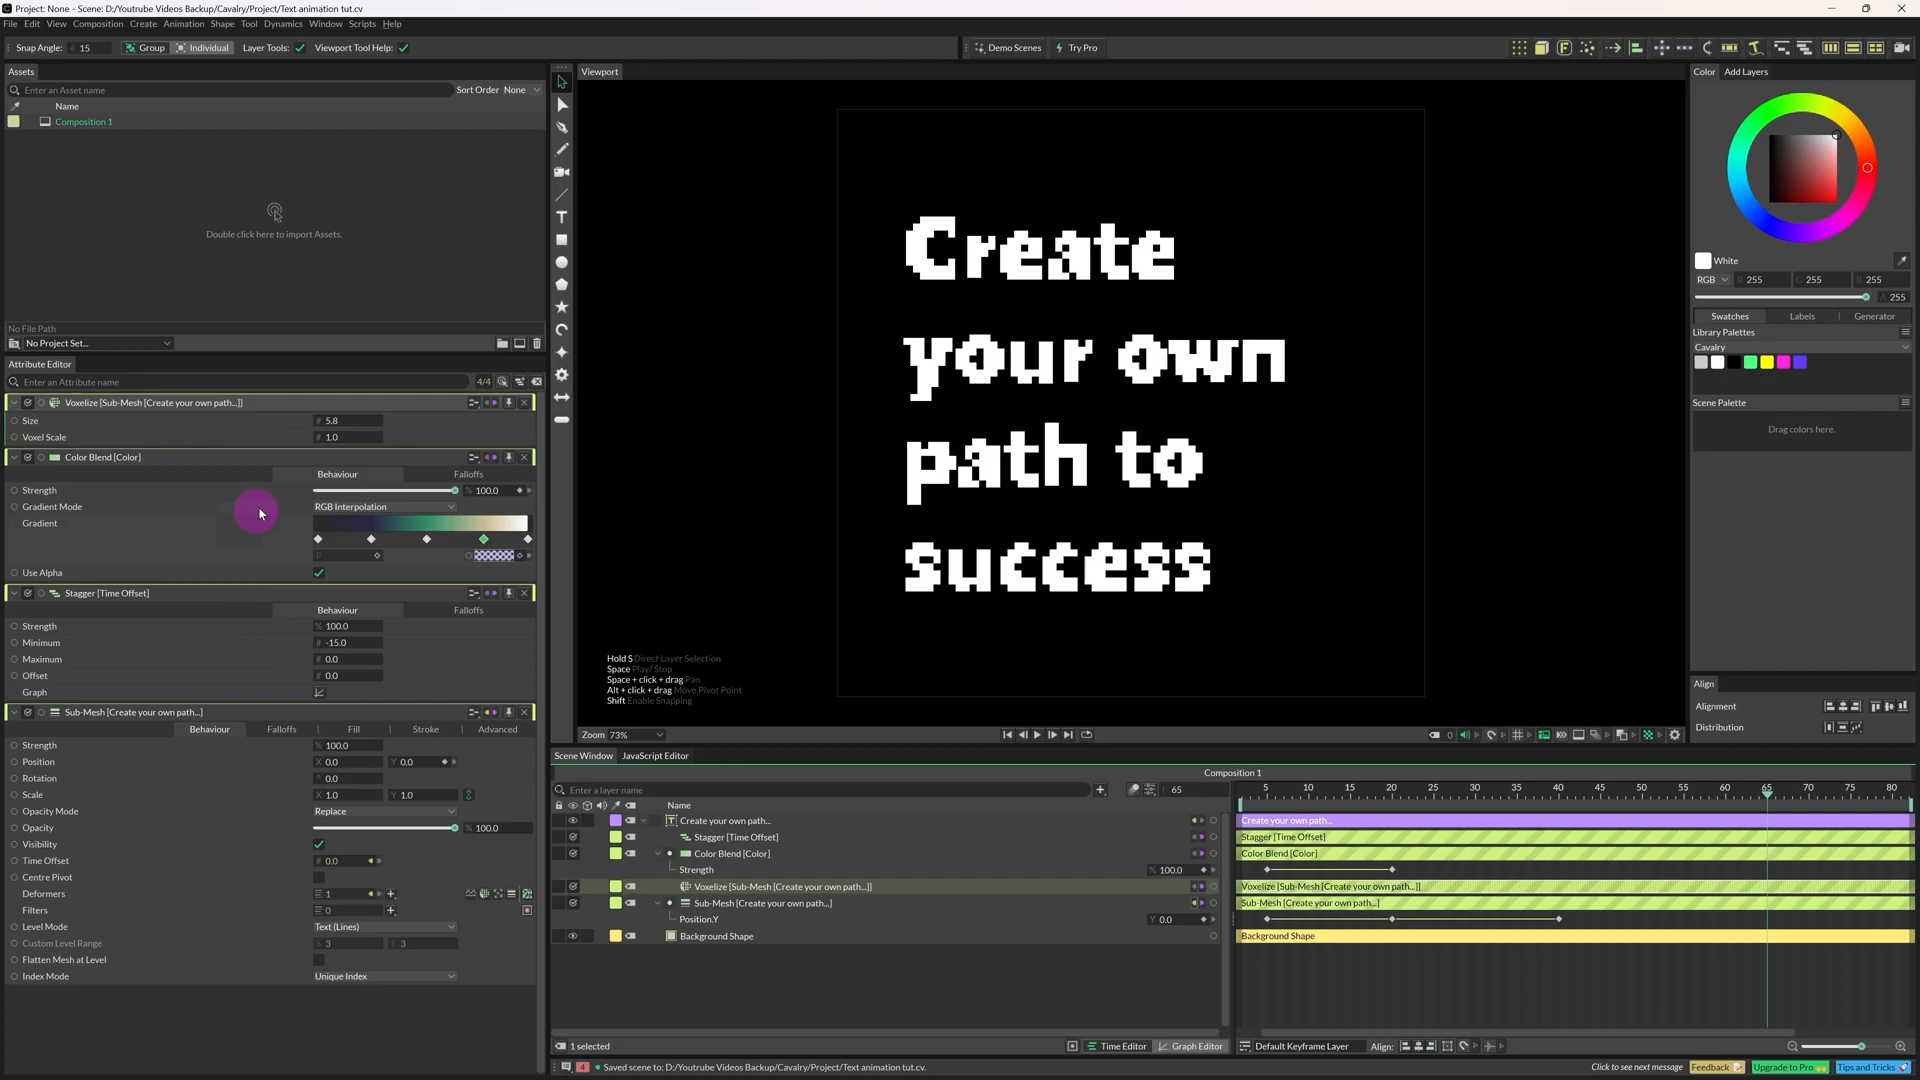 Project: None - Scene: D:/Youtube Videos Backup/Cavalry/Project/Text animation tut.cv
File Edit View Composition Create Animation Shape Tool Dynamics Window Scripts Help
Snap Angle: # 15 Group Individual Layer Tools: Viewport Tool Help: Demo Scenes Try Pro
Assets
Enter an Asset name Sort Order None
Name
Composition 1
Double click here to import Assets.
No File Path
No Project Set...
Attribute Editor
Enter an Attribute name 4/4
Voxelize [Sub-Mesh [Create your own path...]]
Size # 5.8
Voxel Scale # 1.0
Color Blend [Color]
Behaviour Falloffs
Strength % 100.0
Gradient Mode RGB Interpolation
Gradient
Use Alpha
Stagger [Time Offset]
Behaviour Falloffs
Strength % 100.0
Minimum # -15.0
Maximum # 0.0
Offset # 0.0
Graph
Sub-Mesh [Create your own path...]
Behaviour Falloffs Fill Stroke Advanced
Strength % 100.0
Position X 0.0 Y 0.0
Rotation ° 0.0
Scale X 1.0 Y 1.0
Opacity Mode Replace
Opacity % 100.0
Visibility
Time Offset # 0.0
Centre Pivot
Deformers 1
Filters 0
Level Mode Text (Lines)
Custom Level Range 3 3
Flatten Mesh at Level
Index Mode Unique Index
Viewport
Create
your own
path to
success
Hold S Direct Layer Selection
Space Play/ Stop
Space + click + drag Pan
Alt + click + drag Move Pivot Point
Shift Enable Snapping
Zoom 73% 0
Color Add Layers
White
RGB R 255 G 255 B 255
A 255
Swatches Labels Generator
Library Palettes
Cavalry
Scene Palette
Drag colors here.
Align
Alignment
Distribution
Scene Window JavaScript Editor
Composition 1
Enter a layer name 65
5 10 15 20 25 30 35 40 45 50 55 60 65 70 75 80
Name
Create your own path... Create your own path...
Stagger [Time Offset] Stagger [Time Offset]
Color Blend [Color] Color Blend [Color]
Strength % 100.0
Voxelize [Sub-Mesh [Create your own path...]] Voxelize [Sub-Mesh [Create your own path...]]
Sub-Mesh [Create your own path...] Sub-Mesh [Create your own path...]
Position.Y Y 0.0
Background Shape Background Shape
1 selected Time Editor Graph Editor Default Keyframe Layer Align:
4 Saved scene to: D:/Youtube Videos Backup/Cavalry/Project/Text animation tut.cv. Click to see next message Feedback Upgrade to Pro Tips and Tricks